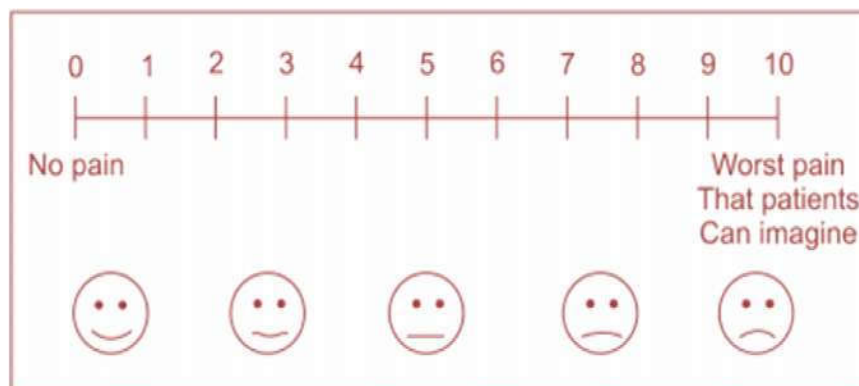 0 1 2 3 4 5 6 7 8 9 10
No pain
Worst pain
That patients
Can imagine